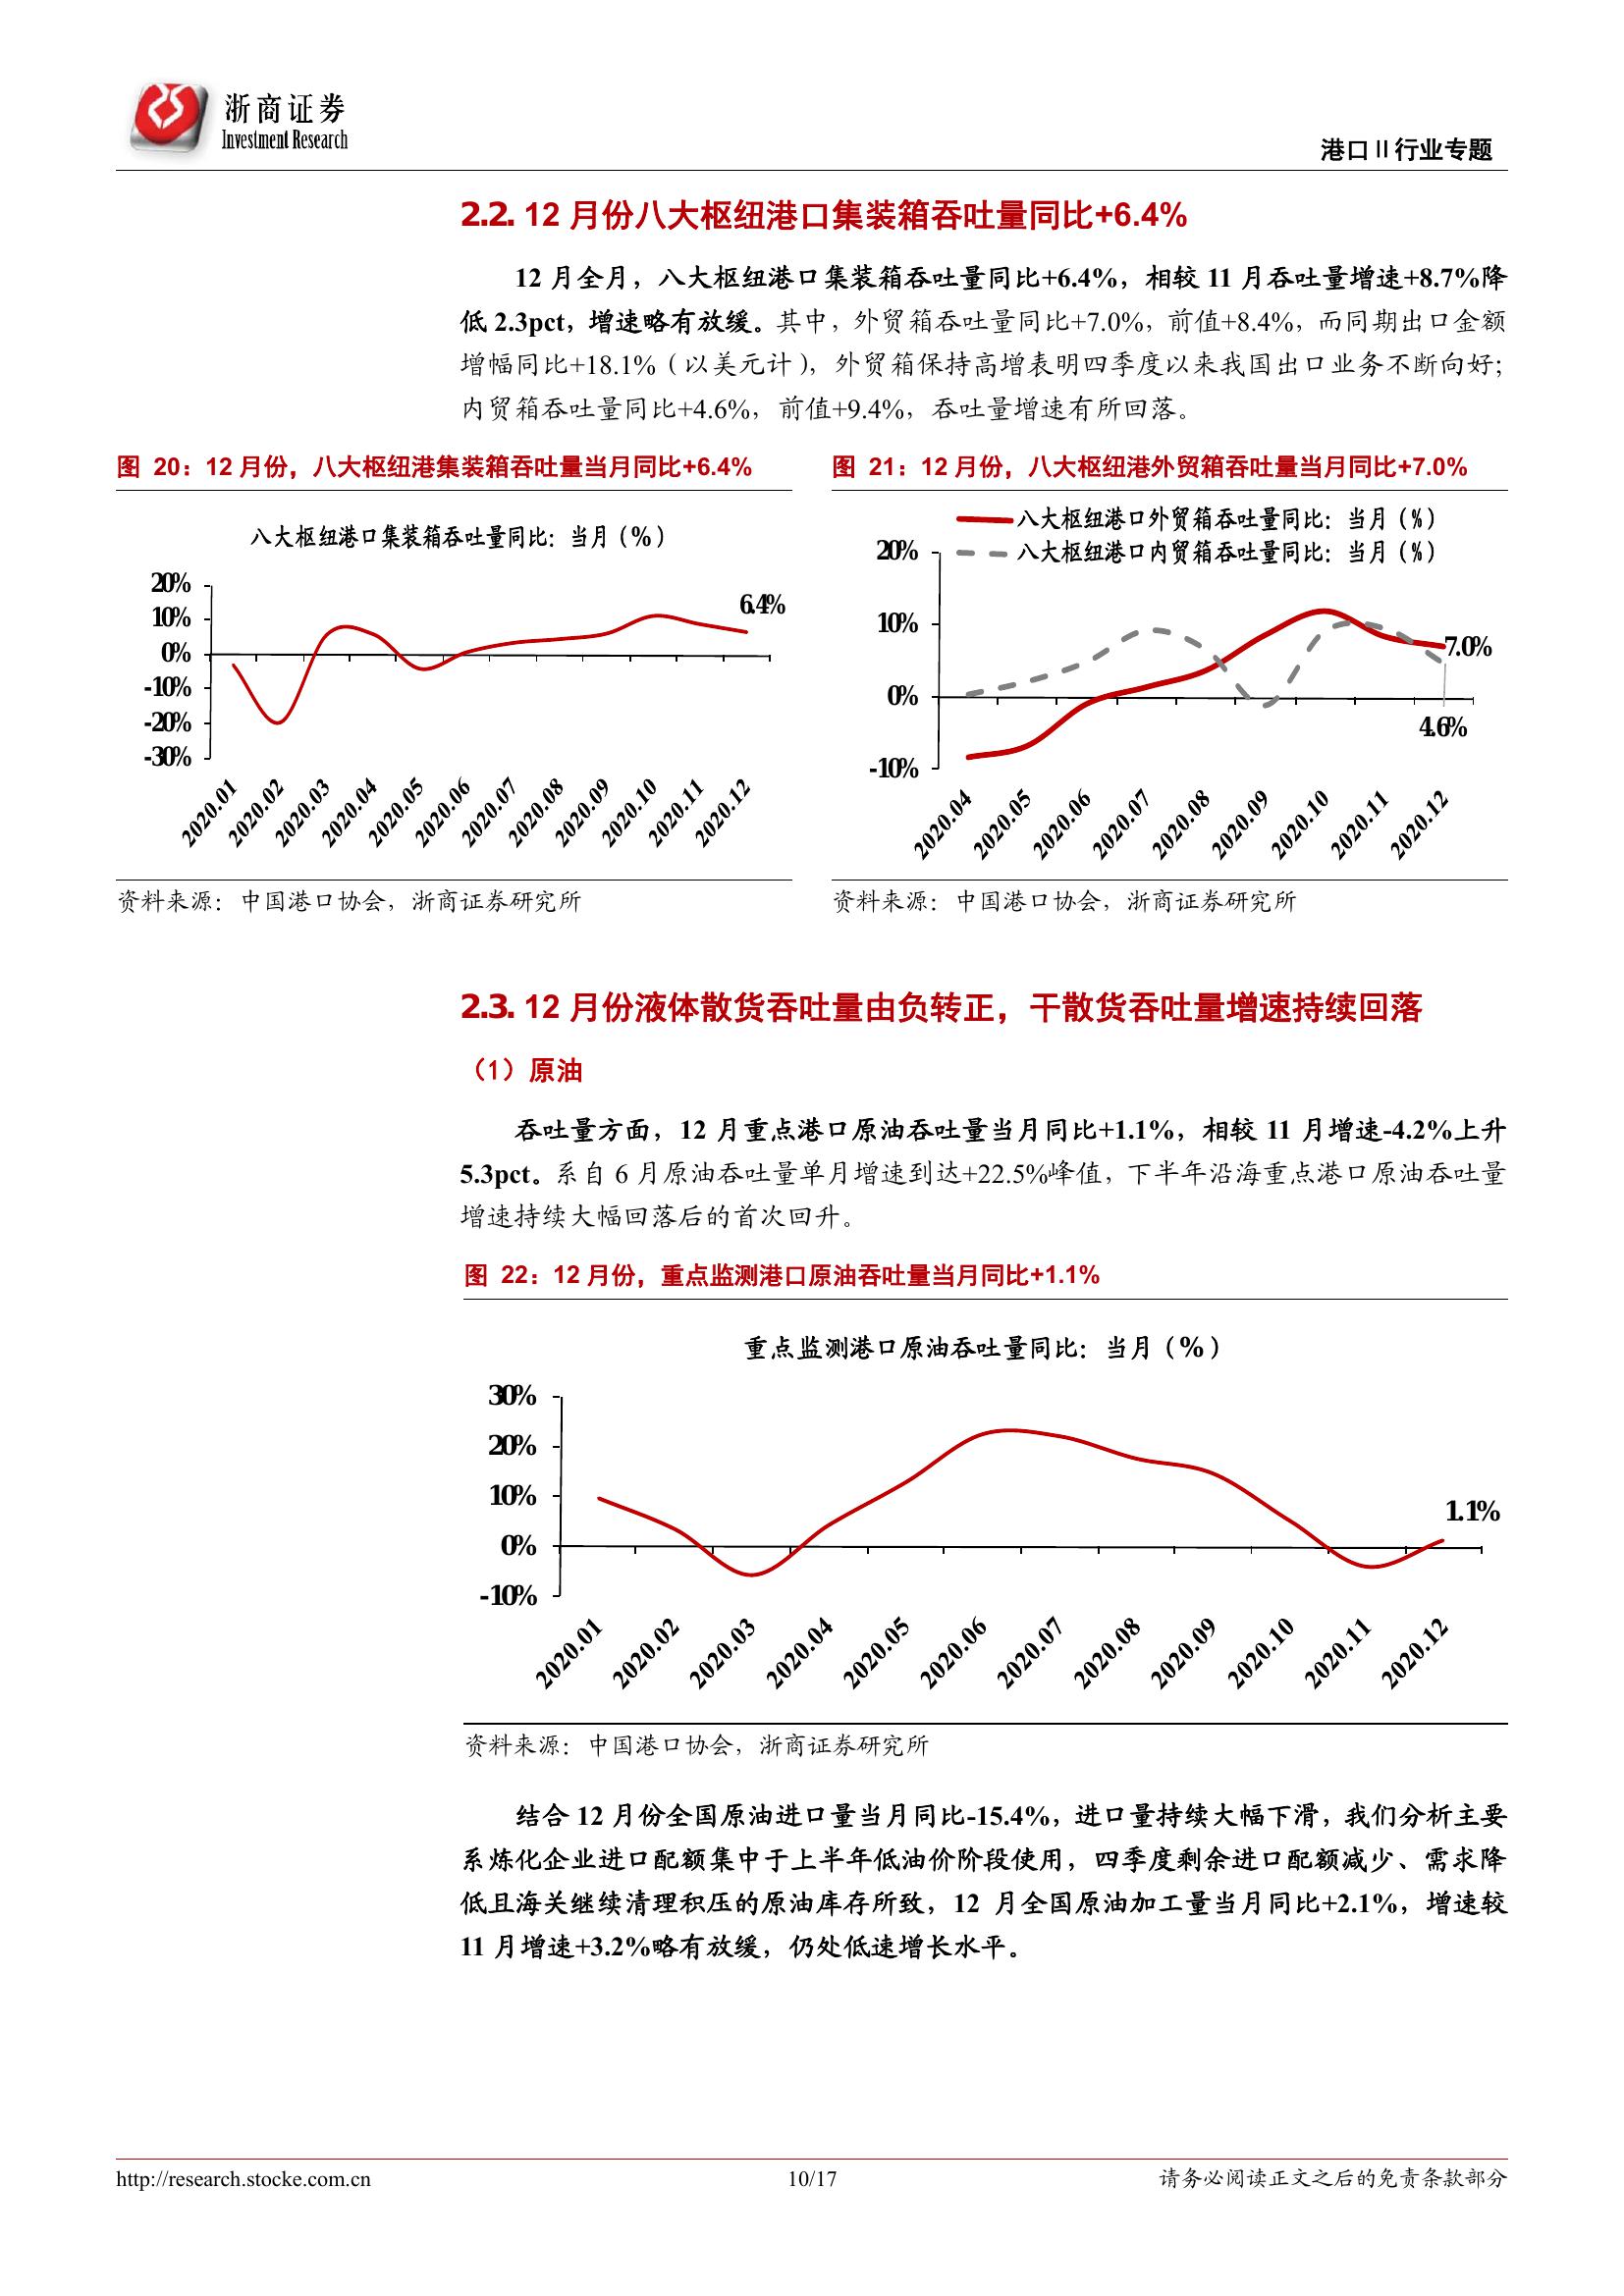 浙商证券
Investment Research
港口Ⅱ行业专题
2.2. 12 月份八大枢纽港口集装箱吞吐量同比+6.4%
12 月全月，八大枢纽港口集装箱吞吐量同比+6.4%，相较 11 月吞吐量增速+8.7%降
低 2.3pct，增速略有放缓。其中，外贸箱吞吐量同比+7.0%，前值+8.4%，而同期出口金额
增幅同比+18.1%（以美元计），外贸箱保持高增表明四季度以来我国出口业务不断向好；
内贸箱吞吐量同比+4.6%，前值+9.4%，吞吐量增速有所回落。
图 20：12 月份，八大枢纽港集装箱吞吐量当月同比+6.4%
八大枢纽港口集装箱吞吐量同比：当月（%）
20%
10%
0%
-10%
-20%
-30%
6.4%
2020.01
2020.02
2020.03
2020.04
2020.05
2020.06
2020.07
2020.08
2020.09
2020.10
2020.11
2020.12
资料来源：中国港口协会，浙商证券研究所
图 21：12 月份，八大枢纽港外贸箱吞吐量当月同比+7.0%
八大枢纽港口外贸箱吞吐量同比：当月（%）
八大枢纽港口内贸箱吞吐量同比：当月（%）
20%
10%
0%
-10%
7.0%
4.6%
2020.04
2020.05
2020.06
2020.07
2020.08
2020.09
2020.10
2020.11
2020.12
资料来源：中国港口协会，浙商证券研究所
2.3. 12 月份液体散货吞吐量由负转正，干散货吞吐量增速持续回落
（1）原油
吞吐量方面，12 月重点港口原油吞吐量当月同比+1.1%，相较 11 月增速-4.2%上升
5.3pct。系自 6 月原油吞吐量单月增速到达+22.5%峰值，下半年沿海重点港口原油吞吐量
增速持续大幅回落后的首次回升。
图 22：12 月份，重点监测港口原油吞吐量当月同比+1.1%
重点监测港口原油吞吐量同比：当月（%）
30%
20%
10%
0%
-10%
1.1%
2020.01
2020.02
2020.03
2020.04
2020.05
2020.06
2020.07
2020.08
2020.09
2020.10
2020.11
2020.12
资料来源：中国港口协会，浙商证券研究所
结合 12 月份全国原油进口量当月同比-15.4%，进口量持续大幅下滑，我们分析主要
系炼化企业进口配额集中于上半年低油价阶段使用，四季度剩余进口配额减少、需求降
低且海关继续清理积压的原油库存所致，12 月全国原油加工量当月同比+2.1%，增速较
11 月增速+3.2%略有放缓，仍处低速增长水平。
http://research.stocke.com.cn
10/17
请务必阅读正文之后的免责条款部分